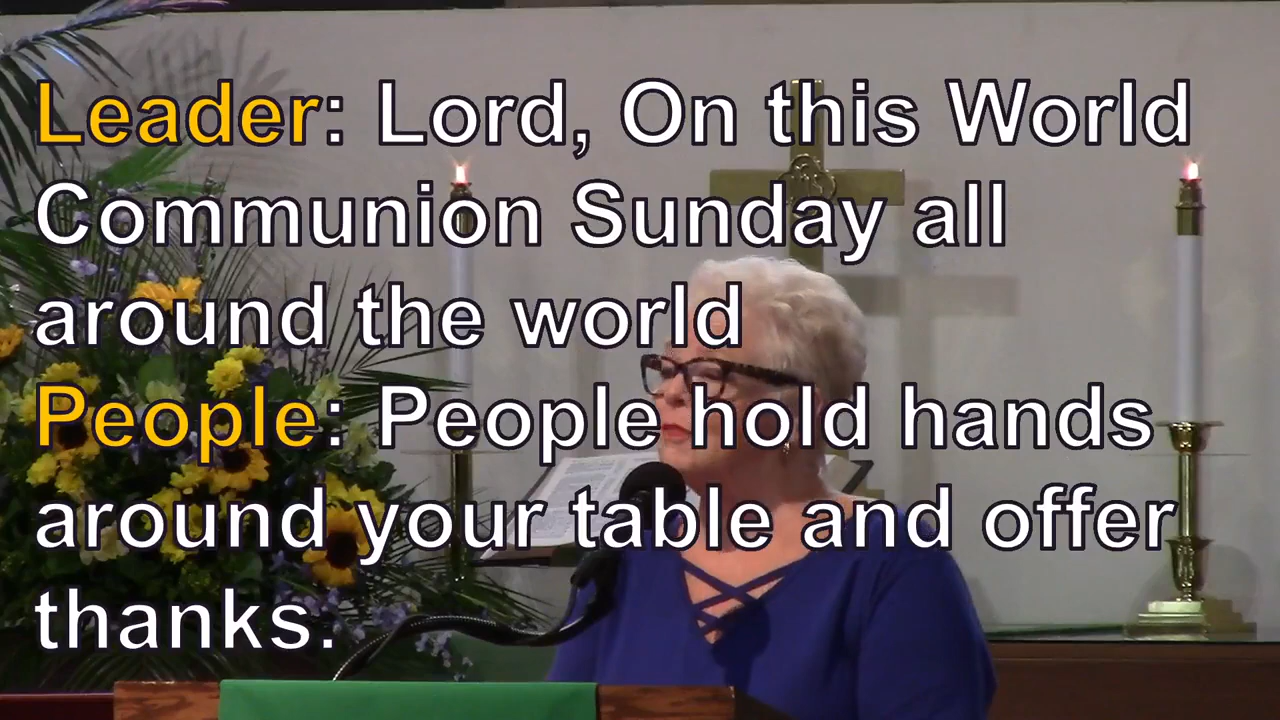 Leader: Lord, On this World
Communion Sunday all
around the world
People: People hold hands
around your table and offer
thanks.